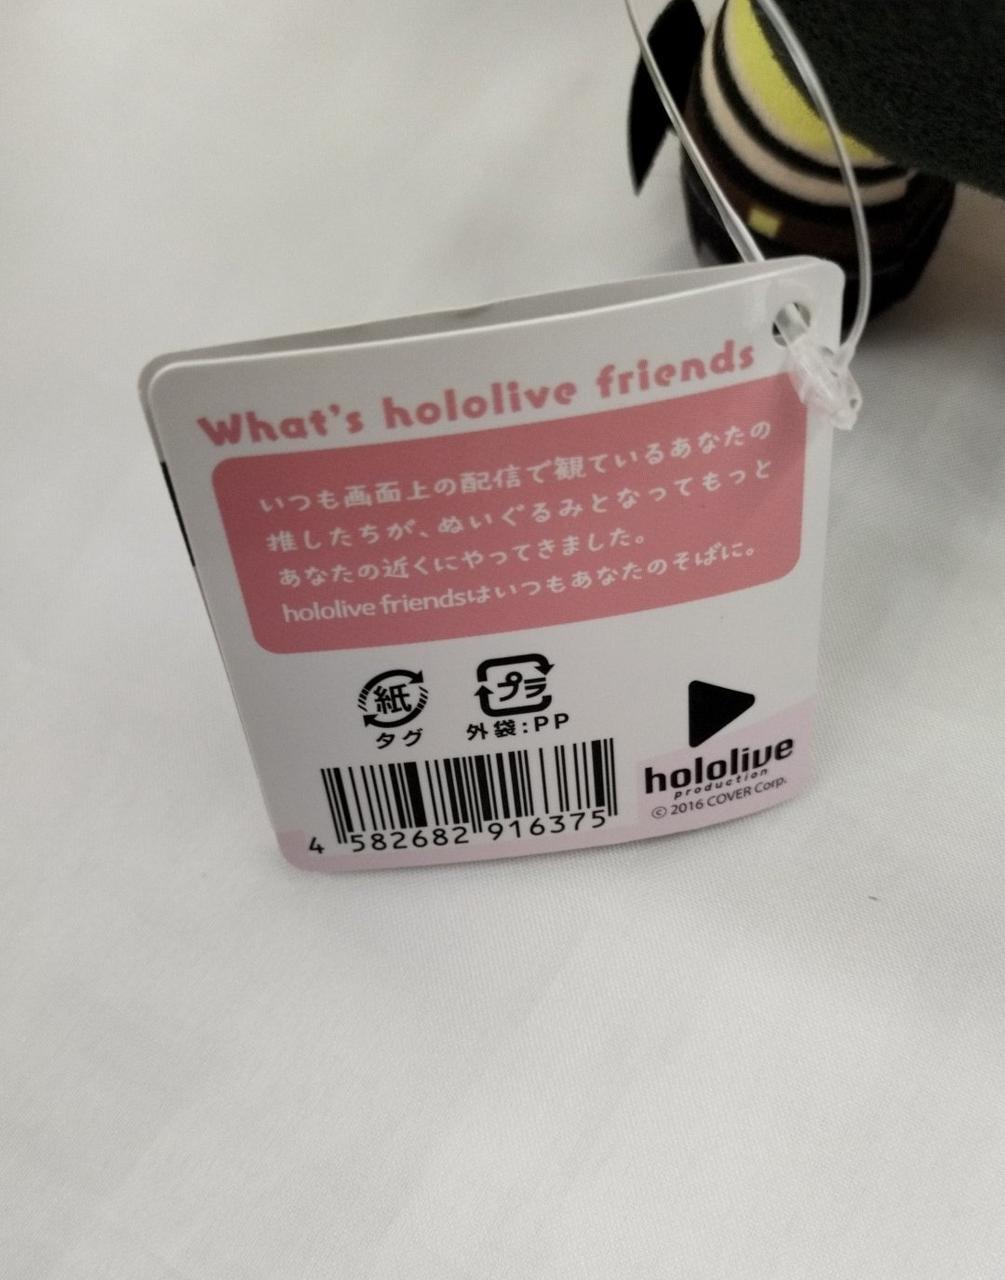 What's hololive friends
いつも画面上の配信で観ているあなたの
推したちが、ぬいぐるみとなってもっと
あなたの近くにやってきました。
hololive friendsはいつもあなたのそばに。
紙
タグ
プラ
外袋:PP
4 582682 916375
hololive
production
© 2016 COVER Corp.